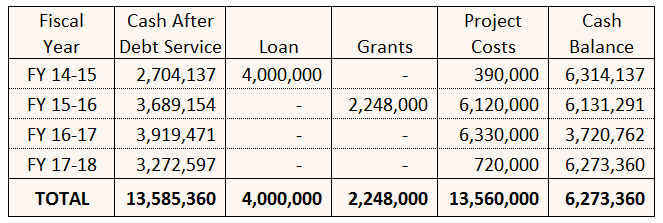 Fiscal Year Cash After Debt Service Loan Grants Project Costs Cash Balance
FY 14-15 2,704,137 4,000,000 - 390,000 6,314,137
FY 15-16 3,689,154 - 2,248,000 6,120,000 6,131,291
FY 16-17 3,919,471 - - 6,330,000 3,720,762
FY 17-18 3,272,597 - - 720,000 6,273,360
TOTAL 13,585,360 4,000,000 2,248,000 13,560,000 6,273,360